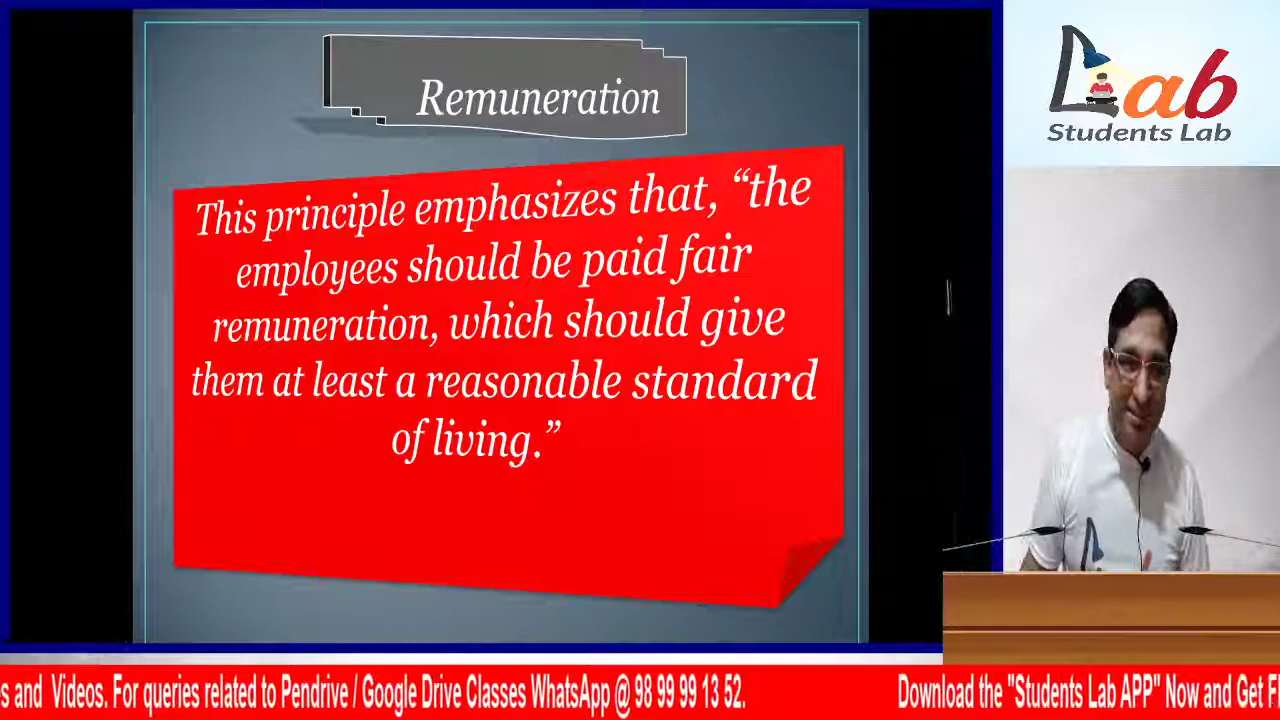 Remuneration
This principle emphasizes that, “the
employees should be paid fair
remuneration, which should give
them at least a reasonable standard
of living.”
Lab
Students Lab
and Videos. For queries related to Pendrive / Google Drive Classes WhatsApp @ 98 99 99 13 52.
Download the "Students Lab APP" Now and Get